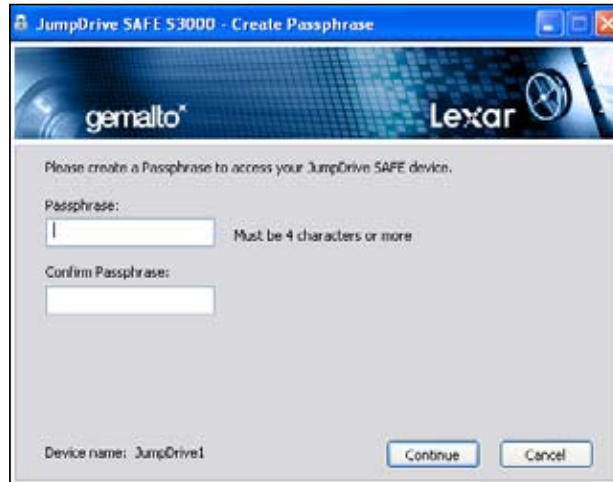 JumpDrive SAFE S3000 - Create Passphrase
gemalto
Lexar
Please create a Passphrase to access your JumpDrive SAFE device.
Passphrase:
Must be 4 characters or more
Confirm Passphrase:
Device name: JumpDrive1
Continue
Cancel